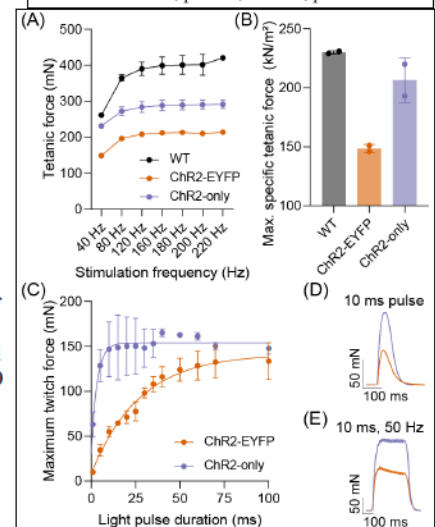 (A)
Tetanic force (mN)
500
400
300
200
100
0
WT
ChR2-EYFP
ChR2-only
40 Hz
80 Hz
120 Hz
160 Hz
180 Hz
200 Hz
220 Hz
Stimulation frequency (Hz)
(B)
Max. specific tetanic force (kN/m²)
200
150
100
WT
ChR2-EYFP
ChR2-only
(C)
Maximum twitch force (mN)
200
150
100
50
0
ChR2-EYFP
ChR2-only
0
25
50
75
100
Light pulse duration (ms)
(D)
10 ms pulse
50 mN
100 ms
(E)
10 ms, 50 Hz
50 mN
100 ms